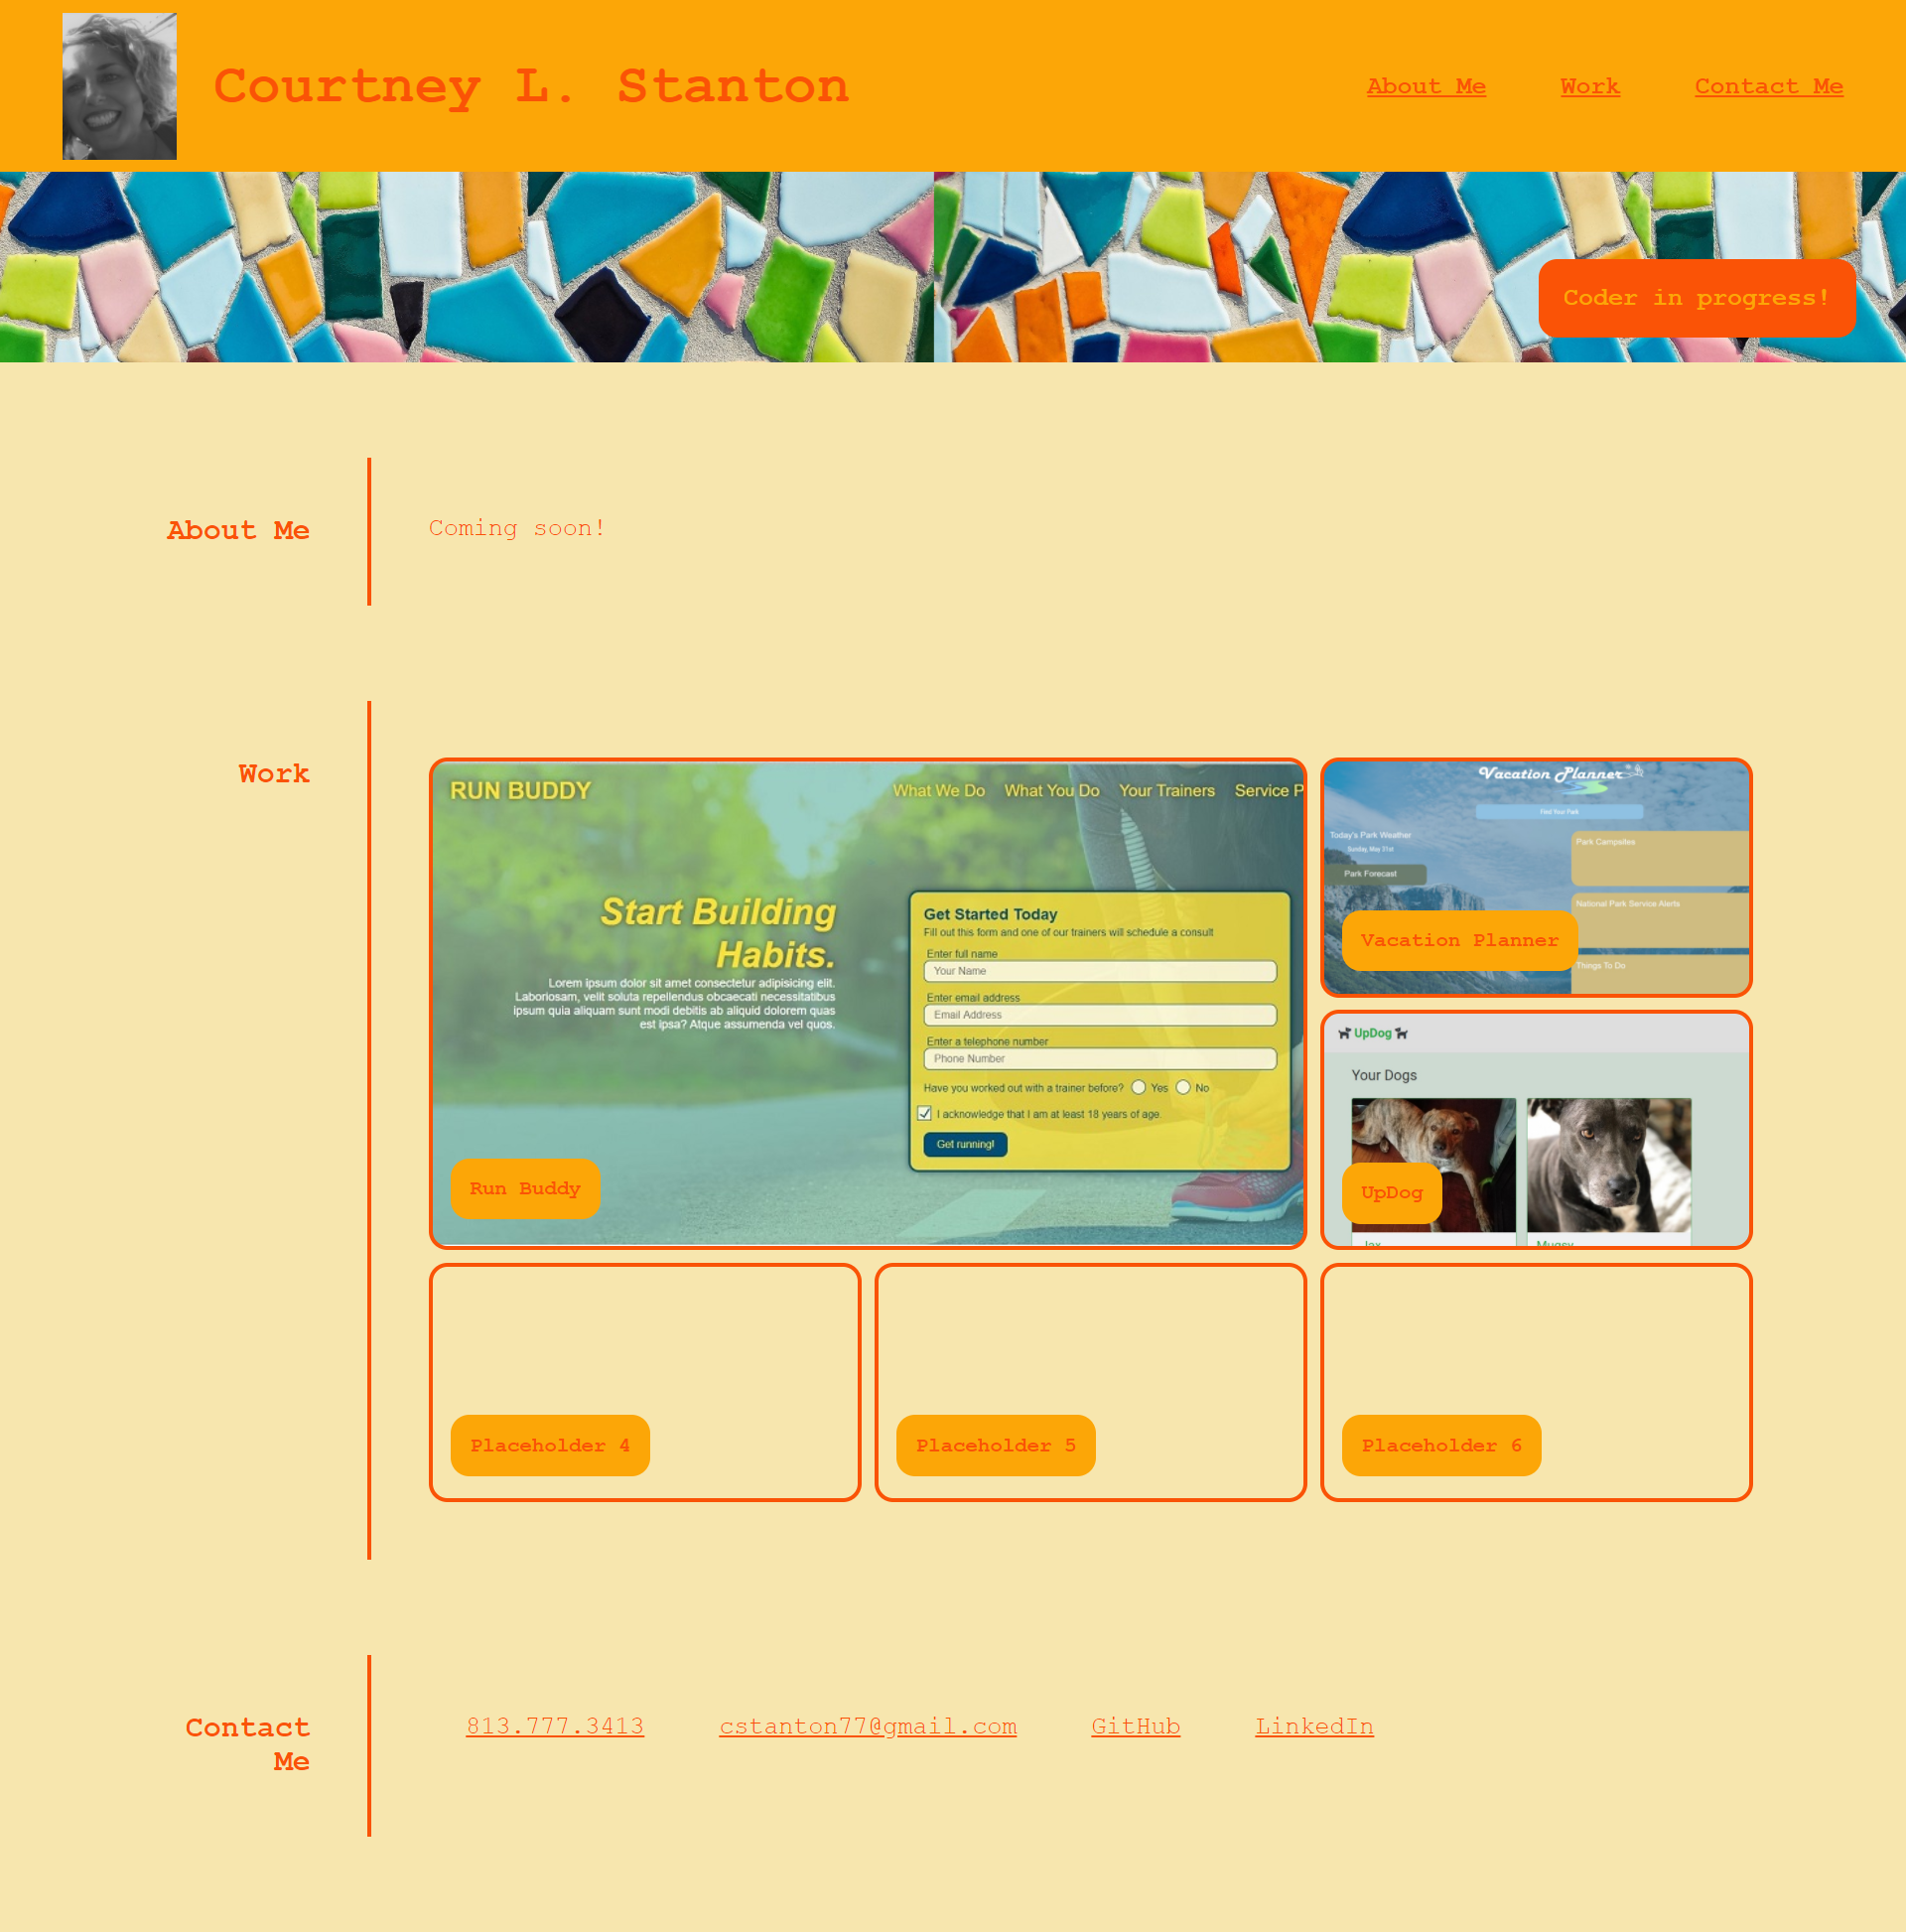 Courtney L. Stanton
About Me
Work
Contact Me
Coder in progress!
About Me
Coming soon!
Work
RUN BUDDY
What We Do
What You Do
Your Trainers
Service P
Start Building
Habits.
Lorem ipsum dolor sit amet consectetur adipisicing elit.
Laboriosam, velit soluta repellendus obcaecati necessitatibus
ipsum quia aliquam sunt modi debitis ab aliquid dolorem quas
est ipsa? Atque assumenda vel quos.
Get Started Today
Fill out this form and one of our trainers will schedule a consult
Enter full name
Your Name
Enter email address
Email Address
Enter a telephone number
Phone Number
Have you worked out with a trainer before? Yes No
I acknowledge that I am at least 18 years of age.
Get running!
Run Buddy
Vacation Planner
Find Your Park
Today's Park Weather
Sunday, May 31st
Park Forecast
Park Campsites
National Park Service Alerts
Things To Do
Vacation Planner
UpDog
Your Dogs
Jax
Mugsy
UpDog
Placeholder 4
Placeholder 5
Placeholder 6
Contact
Me
813.777.3413
cstanton77@gmail.com
GitHub
LinkedIn